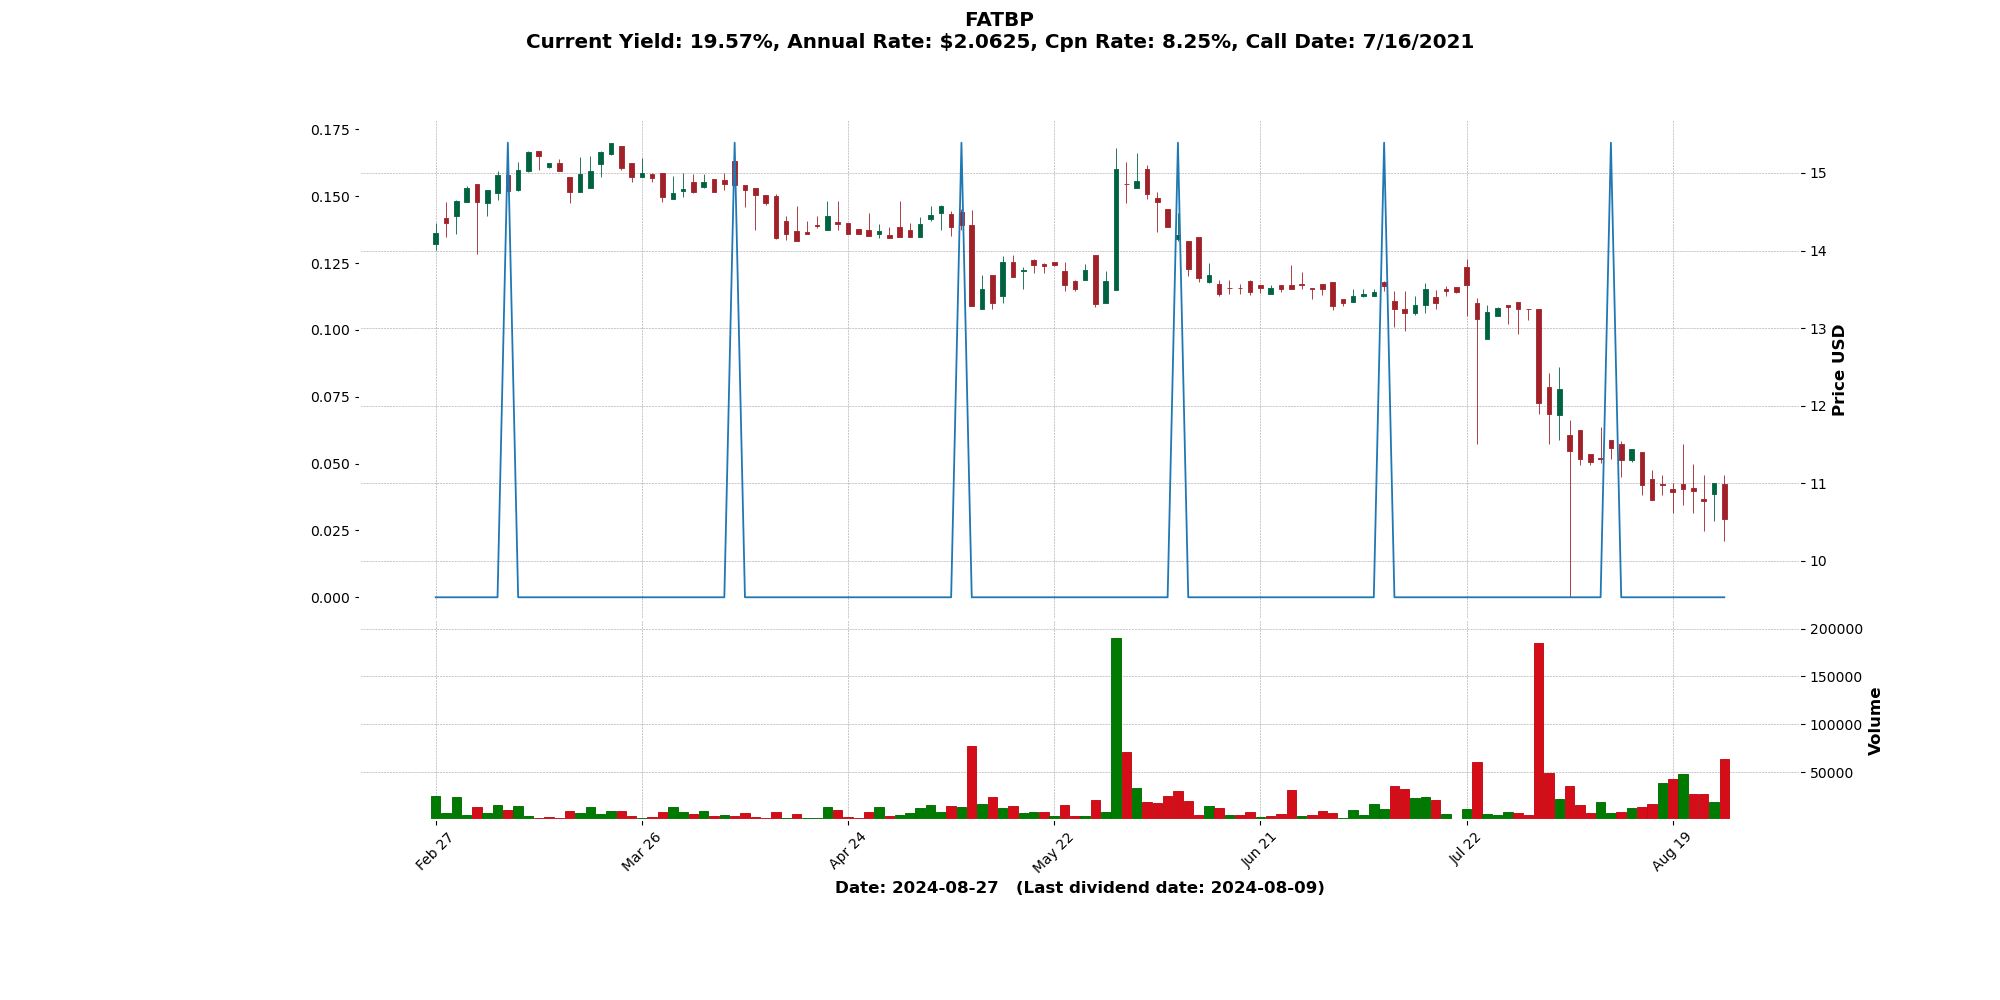 FATBP
Current Yield: 19.57%, Annual Rate: $2.0625, Cpn Rate: 8.25%, Call Date: 7/16/2021
0.175
0.150
0.125
0.100
0.075
0.050
0.025
0.000
15
14
13
12
11
10
Price USD
200000
150000
100000
50000
Volume
Feb 27
Mar 26
Apr 24
May 22
Jun 21
Jul 22
Aug 19
Date: 2024-08-27   (Last dividend date: 2024-08-09)